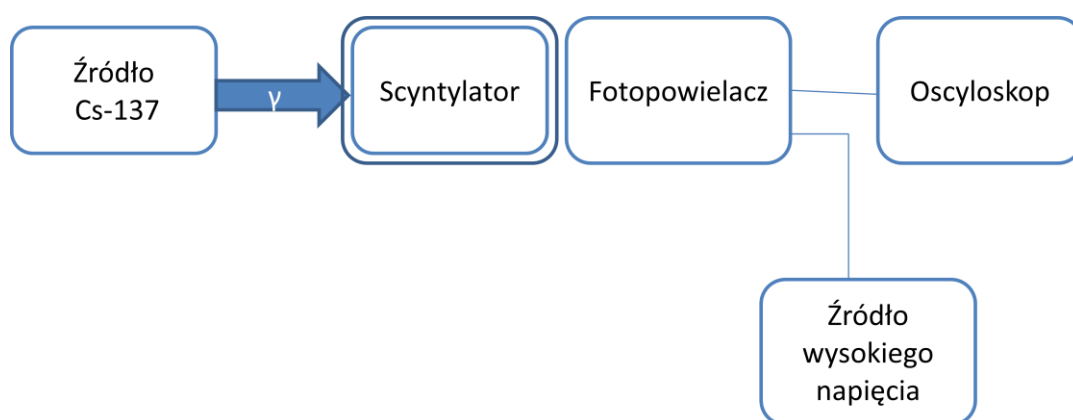 Źródło
Cs-137
γ
Scyntylator
Fotopowielacz
Oscyloskop
Źródło
wysokiego
napięcia